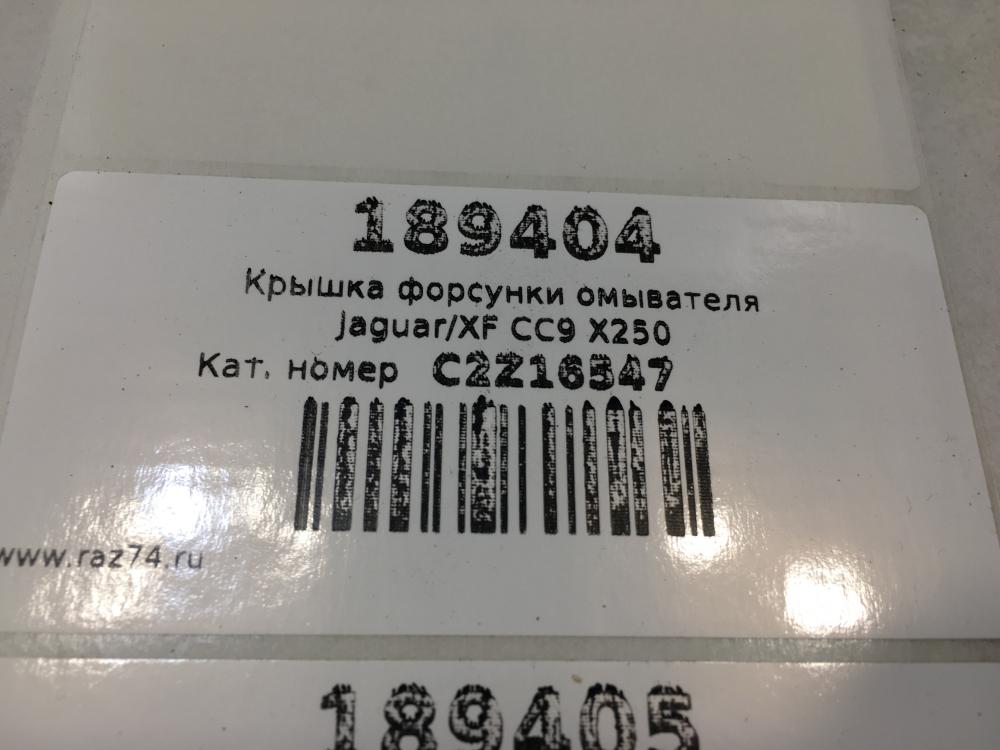 189404
Крышка форсунки омывателя
Jaguar/XF CC9 X250
Кат. номер C2Z16547
www.raz74.ru
189405